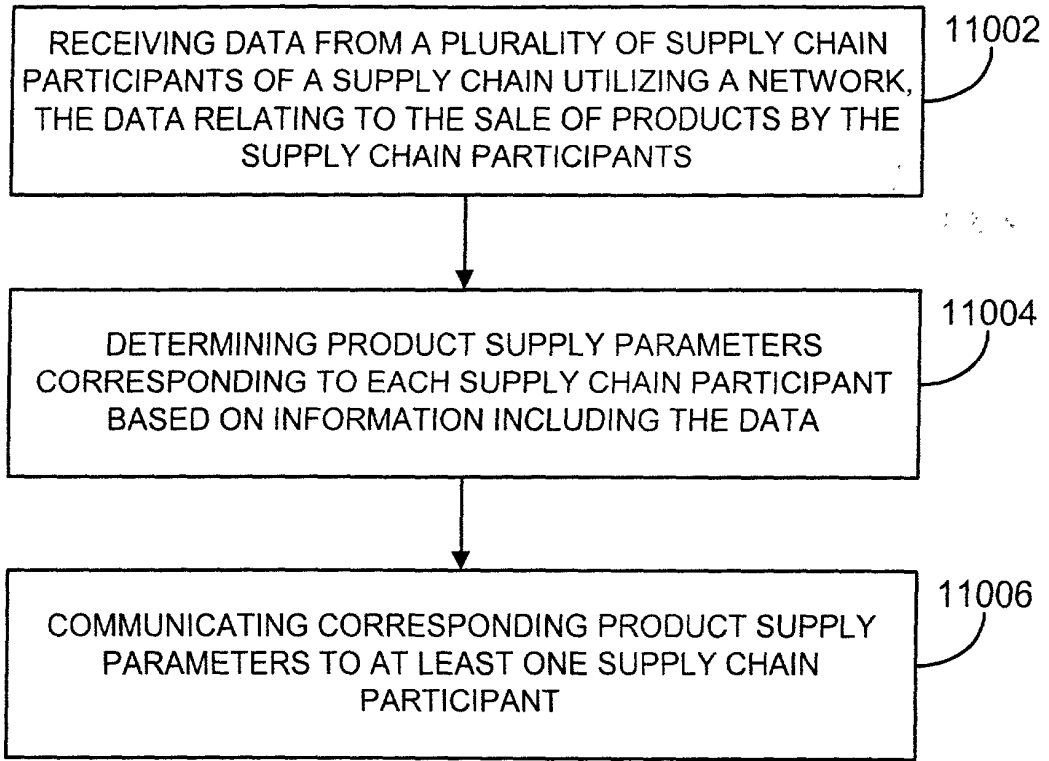 RECEIVING DATA FROM A PLURALITY OF SUPPLY CHAIN
PARTICIPANTS OF A SUPPLY CHAIN UTILIZING A NETWORK,
THE DATA RELATING TO THE SALE OF PRODUCTS BY THE
SUPPLY CHAIN PARTICIPANTS
11002
DETERMINING PRODUCT SUPPLY PARAMETERS
CORRESPONDING TO EACH SUPPLY CHAIN PARTICIPANT
BASED ON INFORMATION INCLUDING THE DATA
11004
COMMUNICATING CORRESPONDING PRODUCT SUPPLY
PARAMETERS TO AT LEAST ONE SUPPLY CHAIN
PARTICIPANT
11006